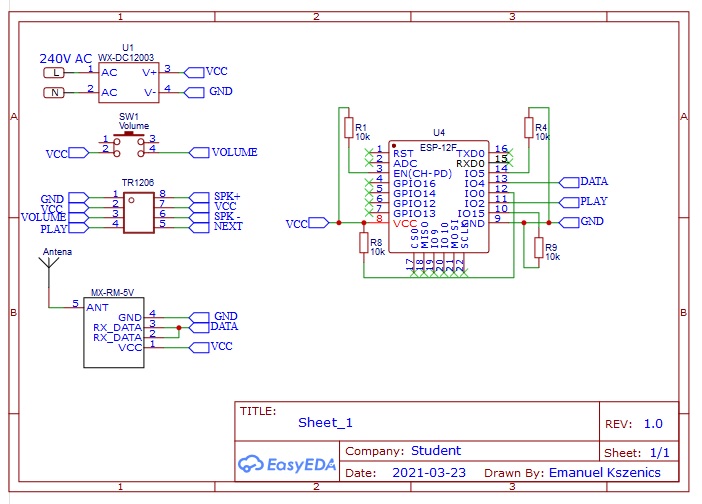 1 2 3
A A
B B
1 2 3
240V AC
U1
WX-DC12003
L 1 AC V+ 3 VCC
N 2 AC V- 4 GND
SW1
Volume
1 3
VCC 2 4 VOLUME
TR1206
GND 1 8 SPK+
VCC 2 7 VCC
VOLUME 3 6 SPK -
PLAY 4 5 NEXT
Antena
MX-RM-5V
5 ANT
GND 4 GND
RX_DATA 3 DATA
RX_DATA 2
VCC 1 VCC
R1
10k
U4
ESP-12F
R4
10k
1 RST TXD0 16
2 ADC RXD0 15
3 EN(CH-PD) IO5 14
4 GPIO16 IO4 13 DATA
5 GPIO14 IO0 12
6 GPIO12 IO2 11 PLAY
7 GPIO13 IO15 10
VCC 8 VCC GND 9 GND
R8
10k
R9
10k
CS0 MISO IO9 IO10 MOSI SCLK
17 18 19 20 21 22
TITLE:
Sheet_1
REV: 1.0
EasyEDA
Company: Student
Sheet: 1/1
Date: 2021-03-23 Drawn By: Emanuel Kszenics